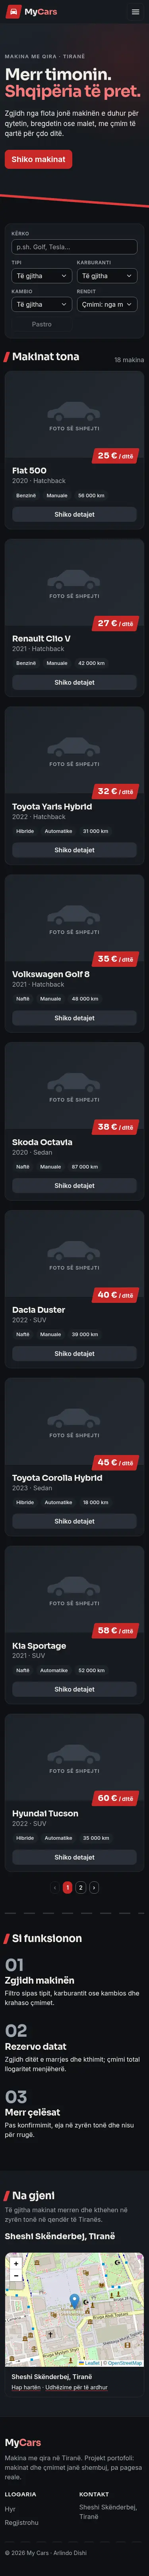 MyCars
MAKINA ME QIRA · TIRANË
Merr timonin.
Shqipëria të pret.
Zgjidh nga flota jonë makinën e duhur për
qytetin, bregdetin ose malet, me çmim të
qartë për çdo ditë.
Shiko makinat
KËRKO
p.sh. Golf, Tesla...
TIPI
KARBURANTI
Të gjitha
Të gjitha
KAMBIO
RENDIT
Të gjitha
Çmimi: nga m
Pastro
Makinat tona
18 makina
FOTO SË SHPEJTI
25 € / ditë
Fiat 500
2020 · Hatchback
Benzinë Manuale 56 000 km
Shiko detajet
FOTO SË SHPEJTI
27 € / ditë
Renault Clio V
2021 · Hatchback
Benzinë Manuale 42 000 km
Shiko detajet
FOTO SË SHPEJTI
32 € / ditë
Toyota Yaris Hybrid
2022 · Hatchback
Hibride Automatike 31 000 km
Shiko detajet
FOTO SË SHPEJTI
35 € / ditë
Volkswagen Golf 8
2021 · Hatchback
Naftë Manuale 48 000 km
Shiko detajet
FOTO SË SHPEJTI
38 € / ditë
Skoda Octavia
2020 · Sedan
Naftë Manuale 67 000 km
Shiko detajet
FOTO SË SHPEJTI
40 € / ditë
Dacia Duster
2022 · SUV
Naftë Manuale 39 000 km
Shiko detajet
FOTO SË SHPEJTI
45 € / ditë
Toyota Corolla Hybrid
2023 · Sedan
Hibride Automatike 18 000 km
Shiko detajet
FOTO SË SHPEJTI
58 € / ditë
Kia Sportage
2021 · SUV
Naftë Automatike 52 000 km
Shiko detajet
FOTO SË SHPEJTI
60 € / ditë
Hyundai Tucson
2022 · SUV
Hibride Automatike 35 000 km
Shiko detajet
‹ 1 2 ›
Si funksionon
01
Zgjidh makinën
Filtro sipas tipit, karburantit ose kambios dhe
krahaso çmimet.
02
Rezervo datat
Zgjidh ditët e marrjes dhe kthimit; çmimi total
llogaritet menjëherë.
03
Merr çelësat
Pas konfirmimit, eja në zyrën tonë dhe nisu
për rrugë.
Na gjeni
Të gjitha makinat merren dhe kthehen në
zyrën tonë në qendër të Tiranës.
Sheshi Skënderbej, Tiranë
+
−
Leaflet | © OpenStreetMap
Sheshi Skënderbej, Tiranë
Hap hartën · Udhëzime për të ardhur
MyCars
Makina me qira në Tiranë. Projekt portofoli:
makinat dhe çmimet janë shembuj, pa pagesa
reale.
LLOGARIA
KONTAKT
Hyr
Sheshi Skënderbej,
Tiranë
Regjistrohu
© 2026 My Cars · Arlindo Dishi